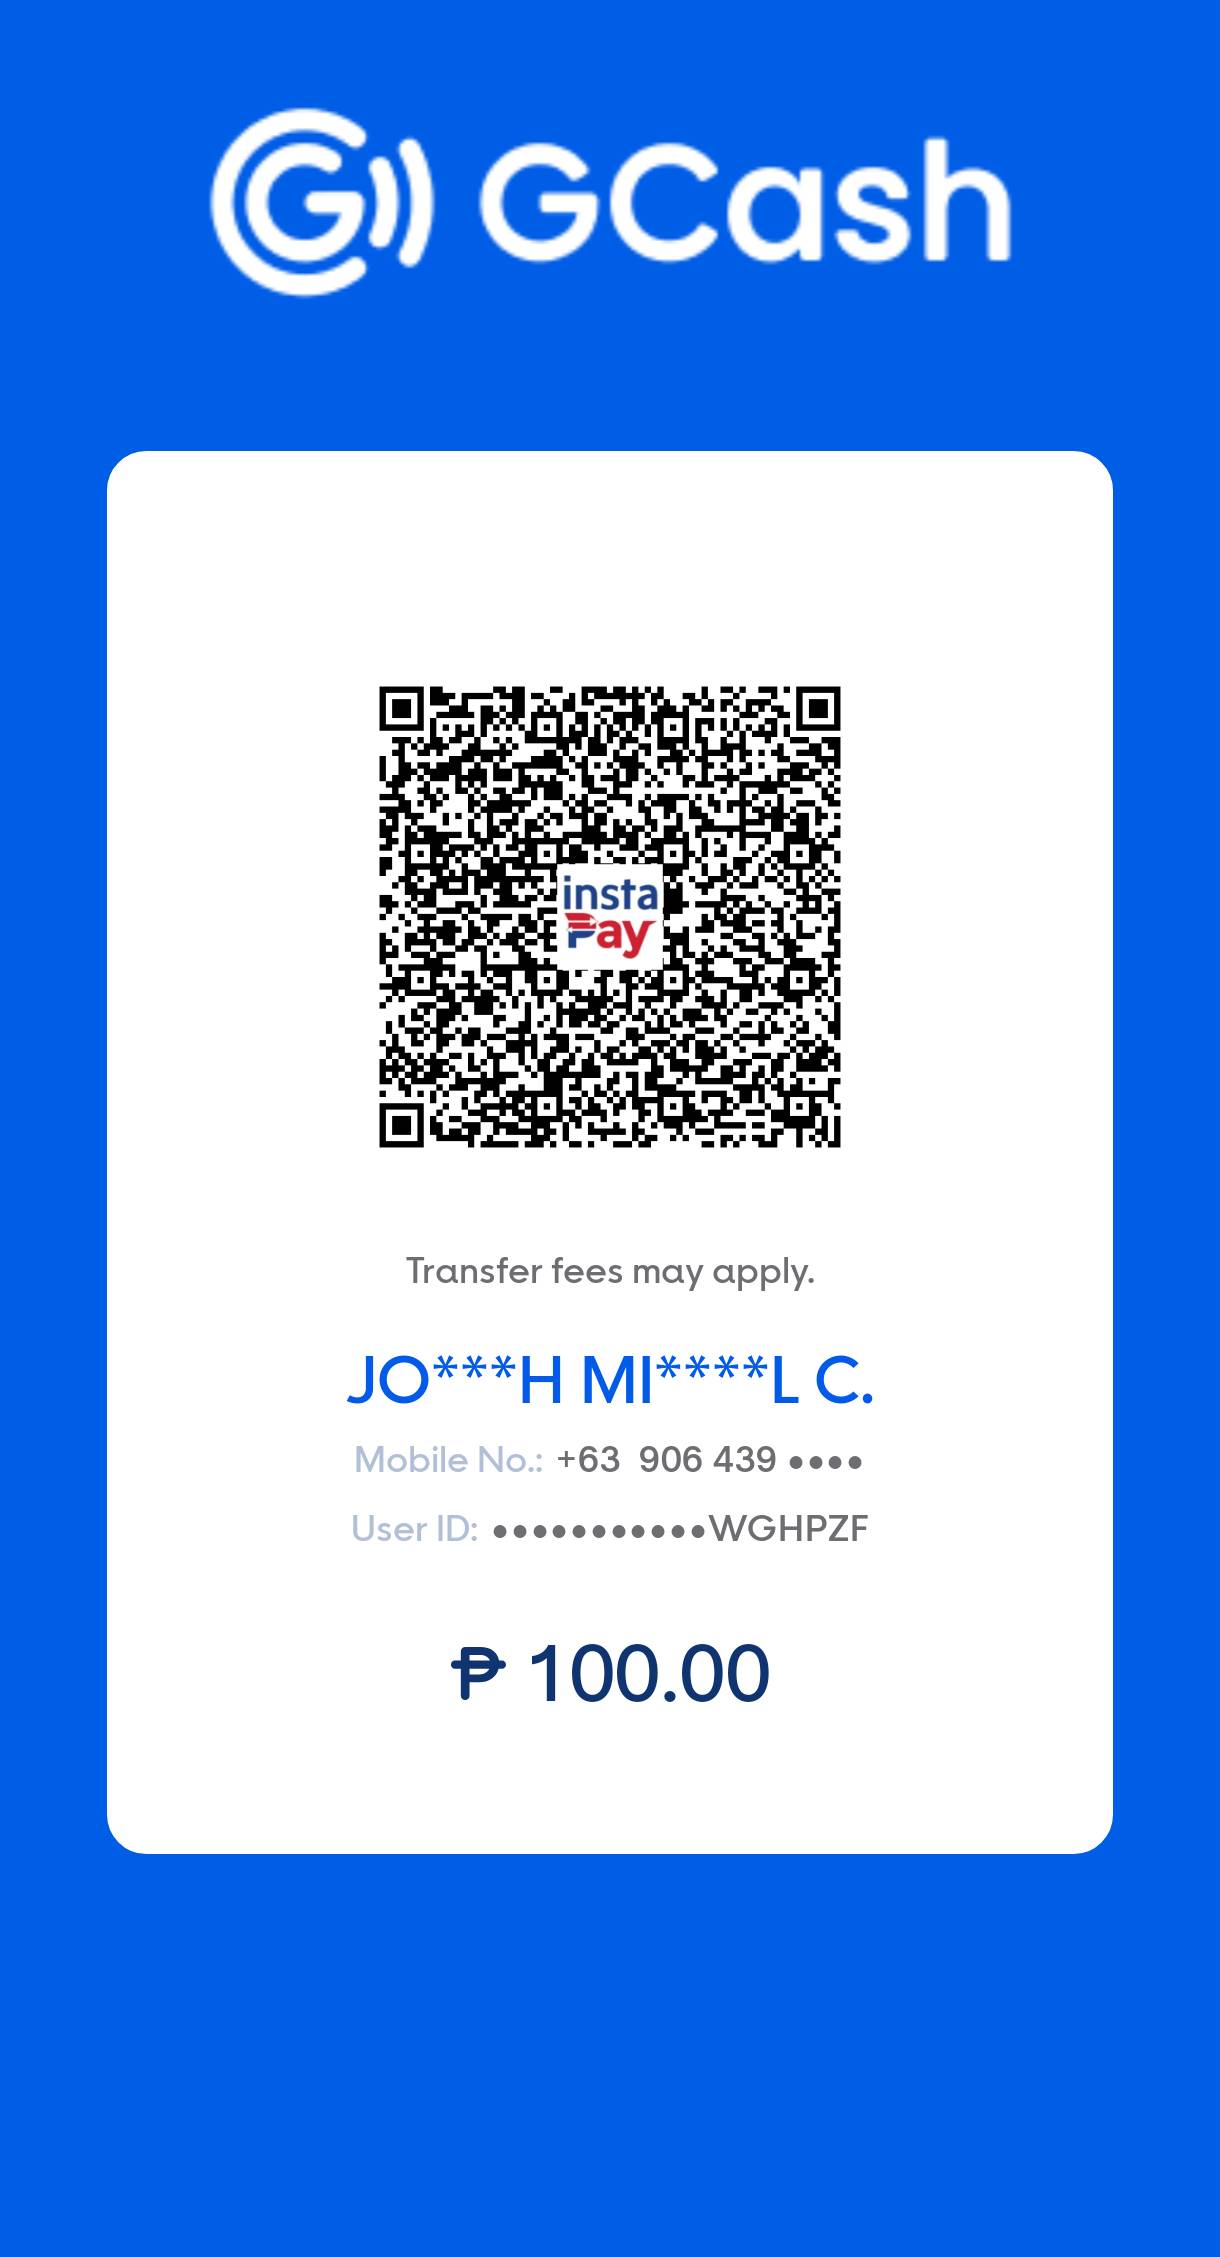 GCash
insta
Pay
Transfer fees may apply.
JO***H MI****L C.
Mobile No.: +63 906 439 ••••
User ID: •••••••••••WGHPZF
₱ 100.00